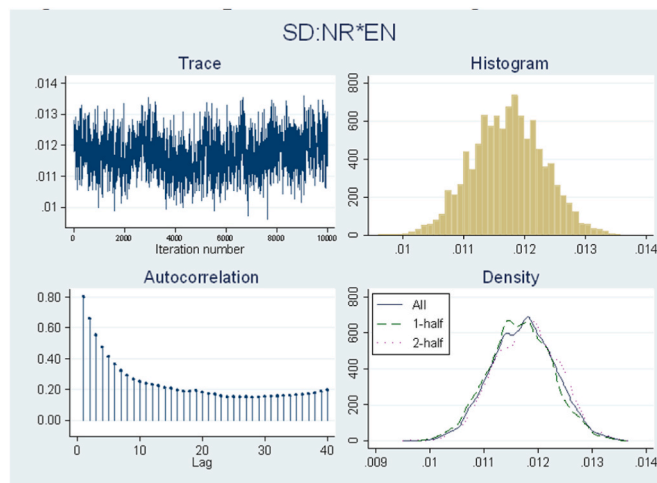 SD:NR*EN
Trace
.014
.013
.012
.011
.01
0 2000 4000 6000 8000 10000
Iteration number
Histogram
800
600
400
200
0
.01 .011 .012 .013 .014
Autocorrelation
0.80
0.60
0.40
0.20
0.00
0 10 20 30 40
Lag
Density
All
1-half
2-half
800
600
400
200
0
.009 .01 .011 .012 .013 .014